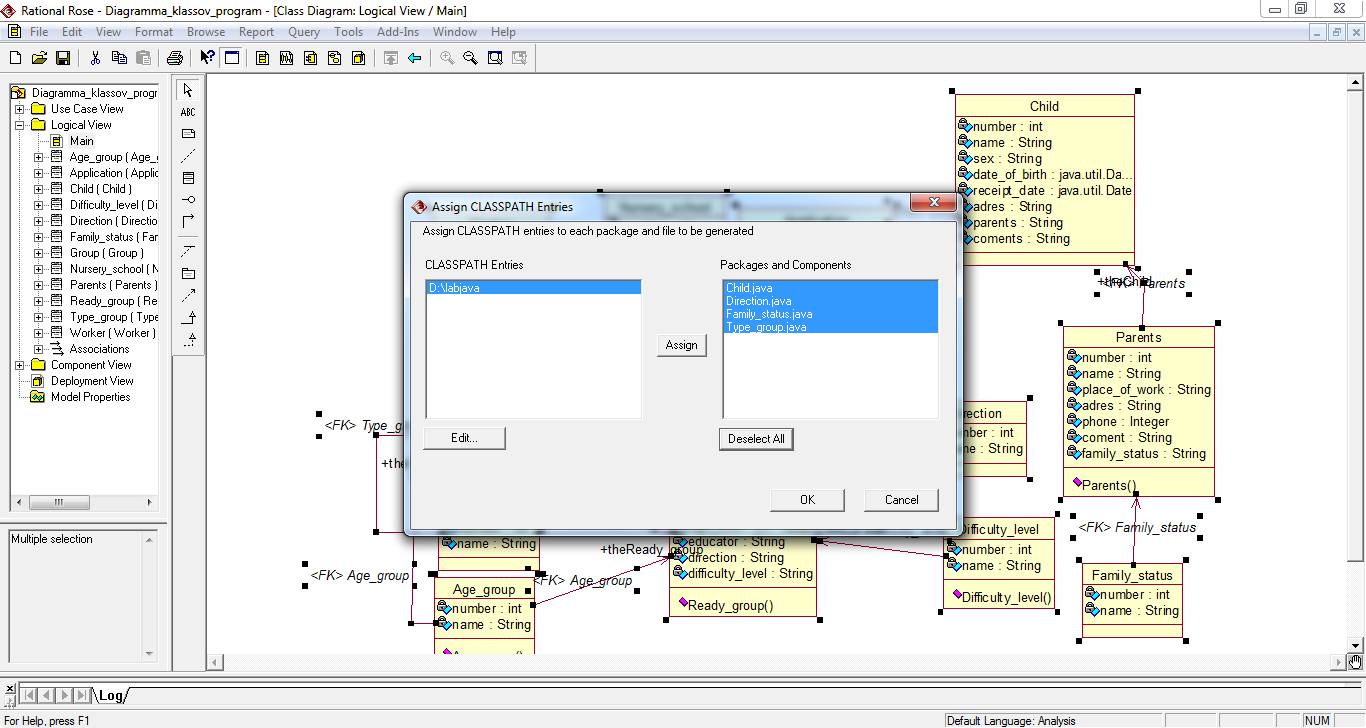 Rational Rose - Diagramma_klassov_program - [Class Diagram: Logical View / Main]
File Edit View Format Browse Report Query Tools Add-Ins Window Help
Diagramma_klassov_progr
Use Case View
Logical View
Main
Age_group ( Age_
Application ( Applic
Child ( Child )
Difficulty_level ( Di
Direction ( Directio
Family_status ( Far
Group ( Group )
Nursery_school ( N
Parents ( Parents )
Ready_group ( Re
Type_group ( Type
Worker ( Worker )
Associations
Component View
Deployment View
Model Properties
Multiple selection
ABC
Child
number : int
name : String
sex : String
date_of_birth : java.util.Da...
receipt_date : java.util.Date
adres : String
parents : String
coments : String
+theChild
<FK> Parents
Nursery_school
Assign CLASSPATH Entries
Assign CLASSPATH entries to each package and file to be generated
CLASSPATH Entries
D:\labjava
Edit...
Assign
Packages and Components
Child.java
Direction.java
Family_status.java
Type_group.java
Deselect All
OK
Cancel
Parents
number : int
name : String
place_of_work : String
adres : String
phone : Integer
coment : String
family_status : String
Parents()
<FK> Family_status
Family_status
number : int
name : String
<FK> Type_g
+the
rection
ber : int
e : String
name : String
<FK> Age_group
Age_group
number : int
name : String
+theReady_group
<FK> Age_group
educator : String
direction : String
difficulty_level : String
Ready_group()
Difficulty_level
number : int
name : String
Difficulty_level()
Log
For Help, press F1
Default Language: Analysis
NUM